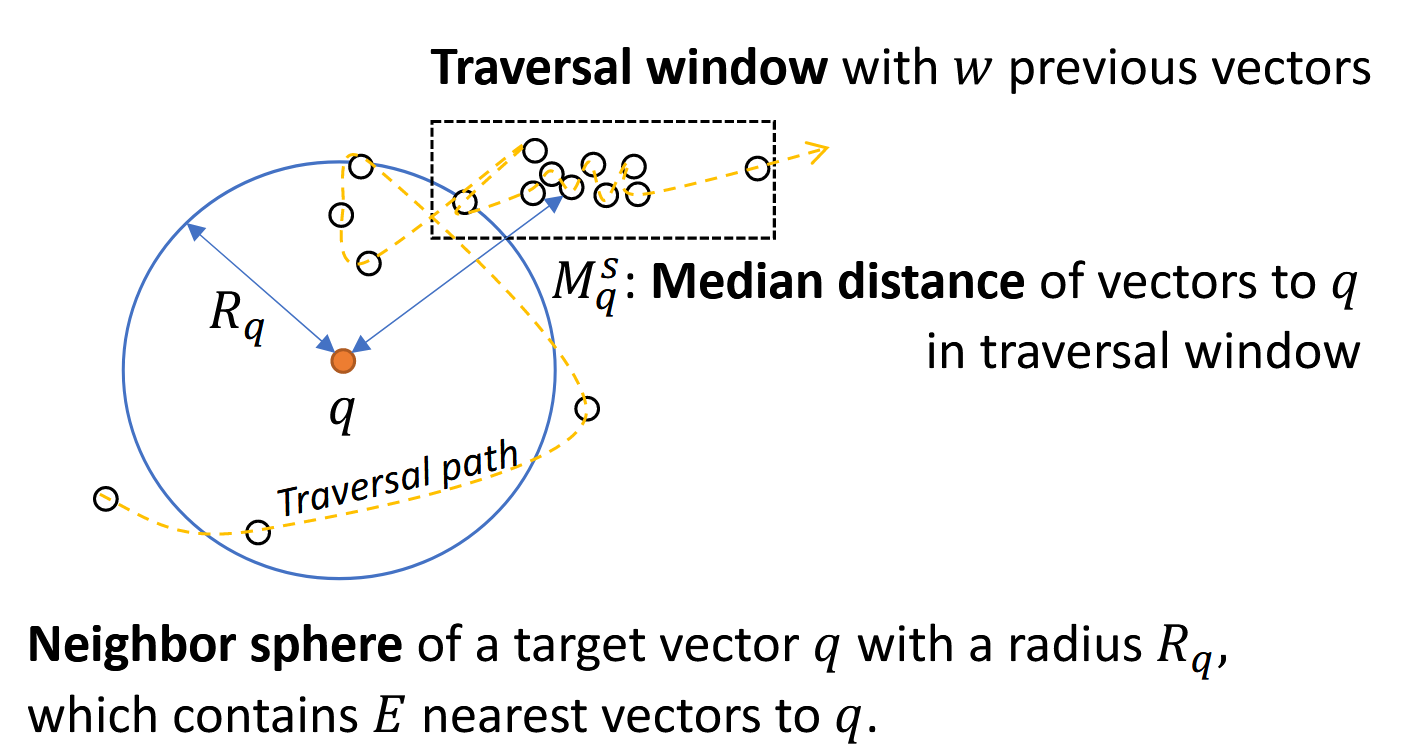 Traversal window with w previous vectors
M_q^s: Median distance of vectors to q
in traversal window
R_q
q
Traversal path
Neighbor sphere of a target vector q with a radius R_q,
which contains E nearest vectors to q.